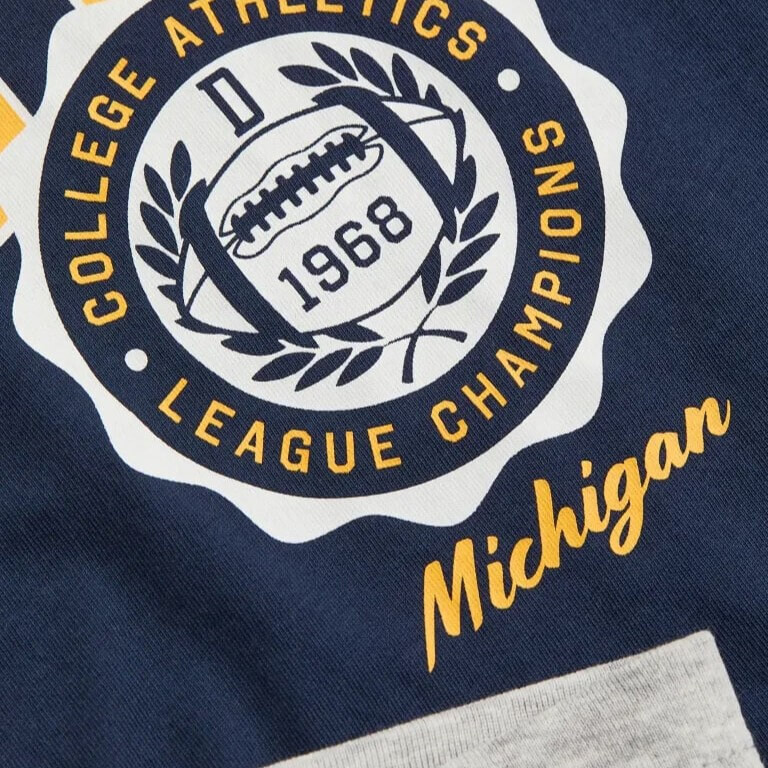 COLLEGE ATHLETICS
D
1968
LEAGUE CHAMPIONS
Michigan